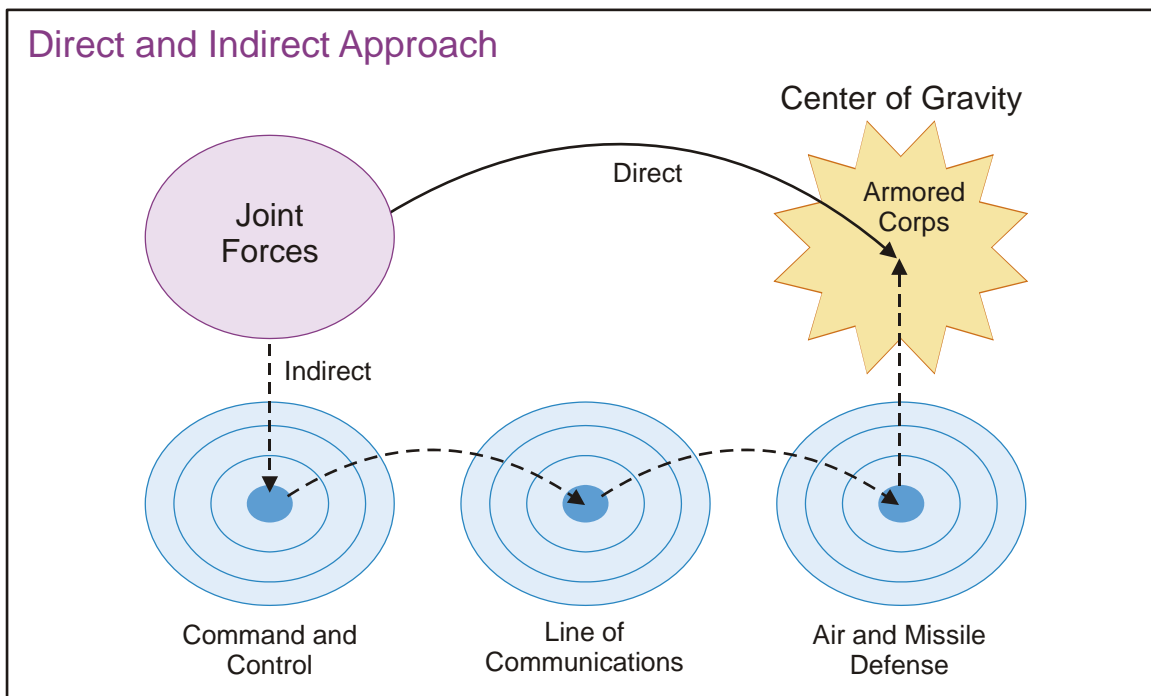 Direct and Indirect Approach
Center of Gravity
Direct
Armored
Corps
Joint
Forces
Indirect
Command and
Control
Line of
Communications
Air and Missile
Defense